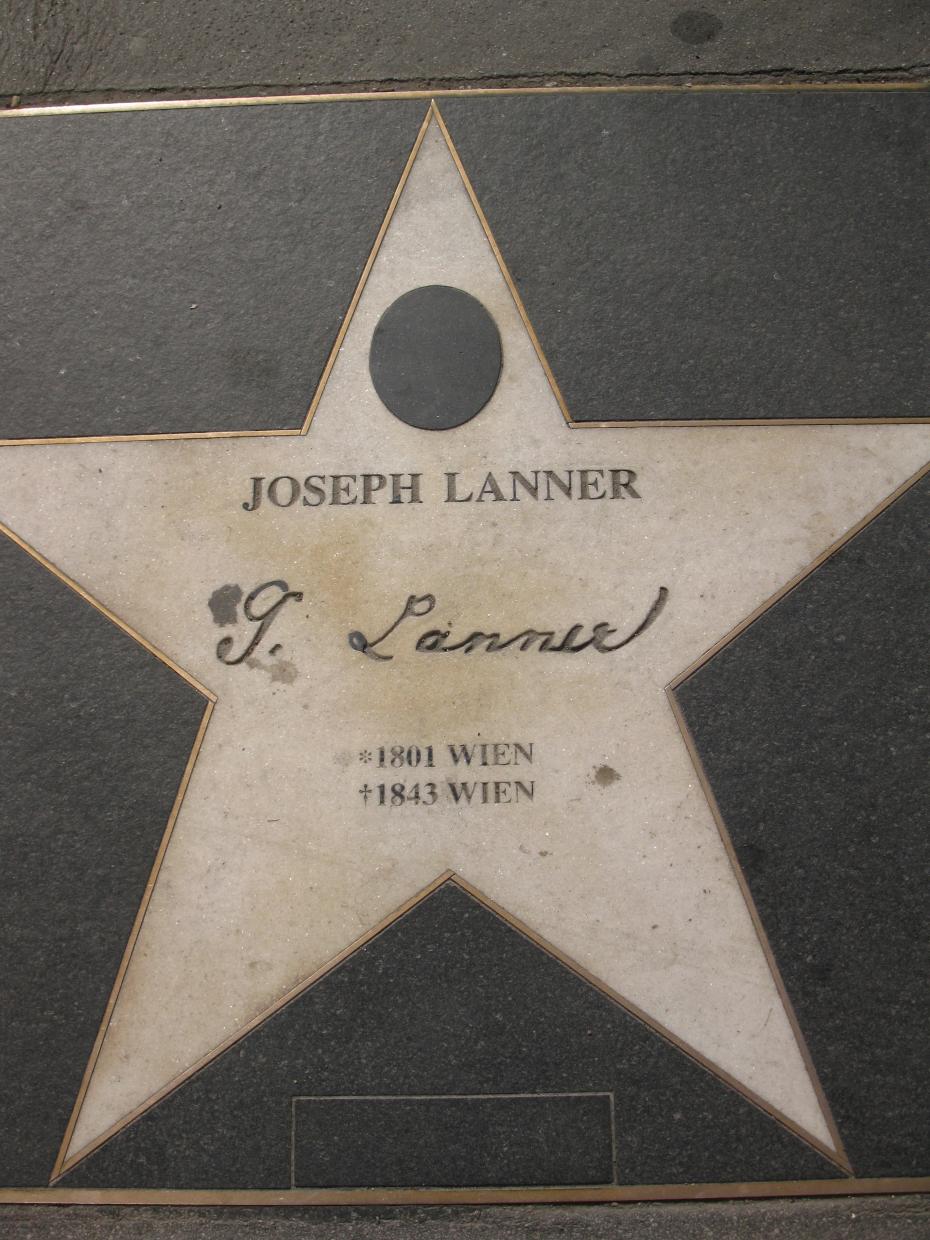 JOSEPH LANNER
J. Lanner
*1801 WIEN
†1843 WIEN